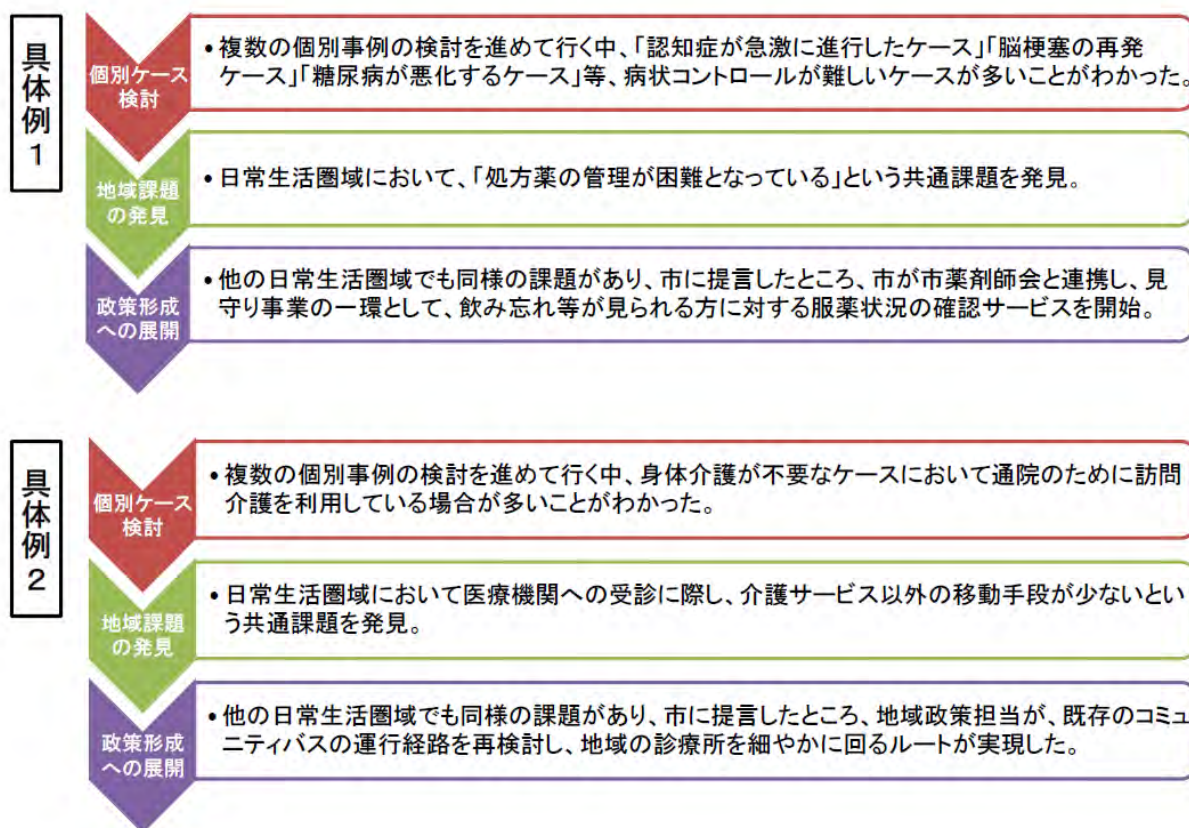 具体例１
個別ケース
検討
• 複数の個別事例の検討を進めて行く中、「認知症が急激に進行したケース」「脳梗塞の再発
ケース」「糖尿病が悪化するケース」等、病状コントロールが難しいケースが多いことがわかった。
地域課題
の発見
• 日常生活圏域において、「処方薬の管理が困難となっている」という共通課題を発見。
政策形成
への展開
• 他の日常生活圏域でも同様の課題があり、市に提言したところ、市が市薬剤師会と連携し、見
守り事業の一環として、飲み忘れ等が見られる方に対する服薬状況の確認サービスを開始。
具体例２
個別ケース
検討
• 複数の個別事例の検討を進めて行く中、身体介護が不要なケースにおいて通院のために訪問
介護を利用している場合が多いことがわかった。
地域課題
の発見
• 日常生活圏域において医療機関への受診に際し、介護サービス以外の移動手段が少ないとい
う共通課題を発見。
政策形成
への展開
• 他の日常生活圏域でも同様の課題があり、市に提言したところ、地域政策担当が、既存のコミュ
ニティバスの運行経路を再検討し、地域の診療所を細やかに回るルートが実現した。